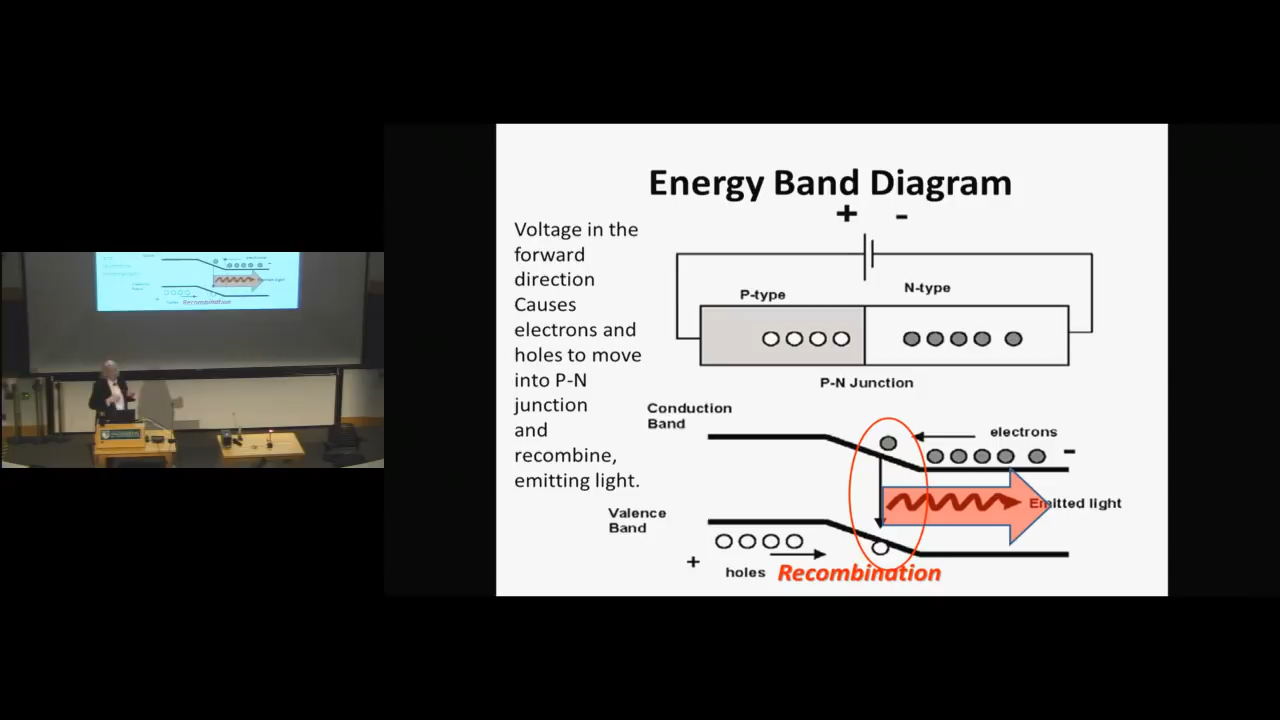 Energy Band Diagram
+ -
Voltage in the
forward
direction
Causes
electrons and
holes to move
into P-N
junction
and
recombine,
emitting light.
P-type
N-type
P-N Junction
Conduction
Band
electrons
-
Emitted light
Valence
Band
+
holes
Recombination
Recombination